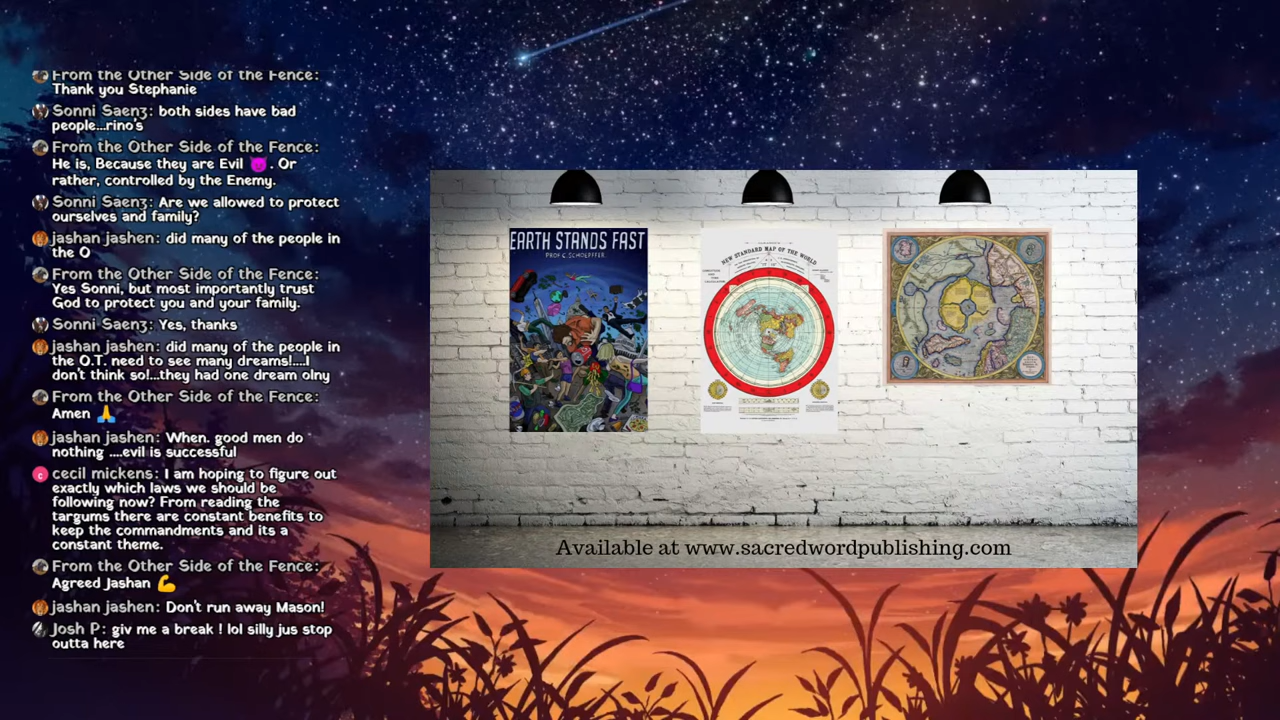 From the Other Side of the Fence:
Thank you Stephanie
Sonni Saenz: both sides have bad
people...rino's
From the Other Side of the Fence:
He is, Because they are Evil 😈. Or
rather, controlled by the Enemy.
Sonni Saenz: Are we allowed to protect
ourselves and family?
jashan jashen: did many of the people in
the O
From the Other Side of the Fence:
Yes Sonni, but most importantly trust
God to protect you and your family.
Sonni Saenz: Yes, thanks
jashan jashen: did many of the people in
the O.T. need to see many dreams!....I
don't think so!...they had one dream olny
From the Other Side of the Fence:
Amen 🙏
jashan jashen: When. good men do
nothing ....evil is successful
c
cecil mickens: I am hoping to figure out
exactly which laws we should be
following now? From reading the
targums there are constant benefits to
keep the commandments and its a
constant theme.
From the Other Side of the Fence:
Agreed Jashan 💪
jashan jashen: Don't run away Mason!
Josh P: giv me a break ! lol silly jus stop
outta here
EARTH STANDS FAST
PROF C. SCHOEPFFER
NEW STANDARD MAP OF THE WORLD
Available at www.sacredwordpublishing.com